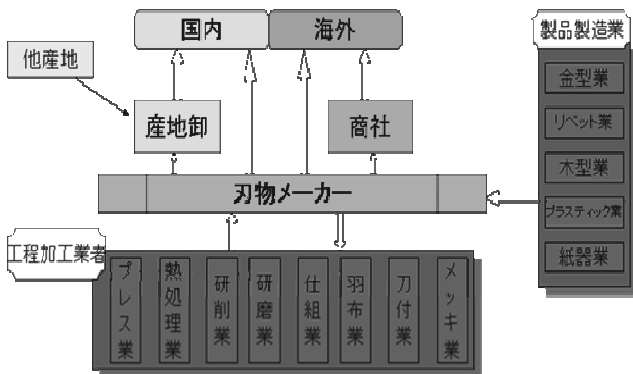 国内
海外
製品製造業
他産地
金型業
リベット業
産地卸
商社
木型業
刃物メーカー
プラスティック業
紙器業
工程加工業者
プレス業
熱処理業
研削業
研磨業
仕組業
羽布業
刀付業
メッキ業